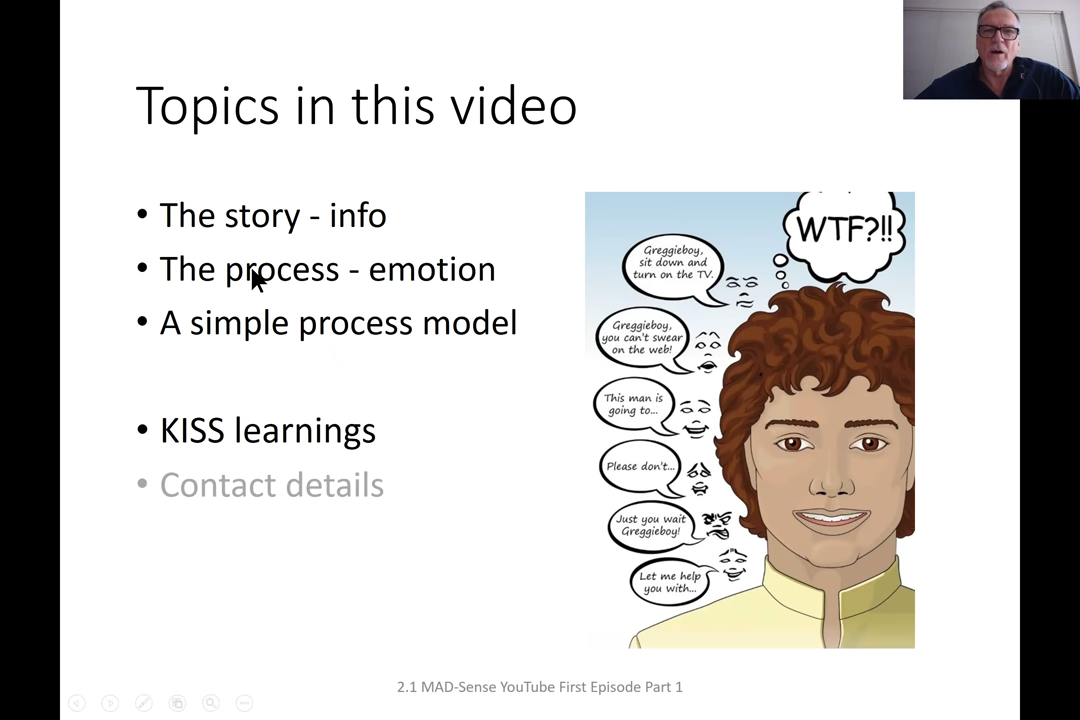 Topics in this video
• The story - info
• The process - emotion
• A simple process model
• KISS learnings
• Contact details
WTF?!!
Greggieboy,
sit down and
turn on the TV.
Greggieboy,
you can't swear
on the web!
This man is
going to...
Please don't...
Just you wait
Greggieboy!
Let me help
you with...
2.1 MAD-Sense YouTube First Episode Part 1